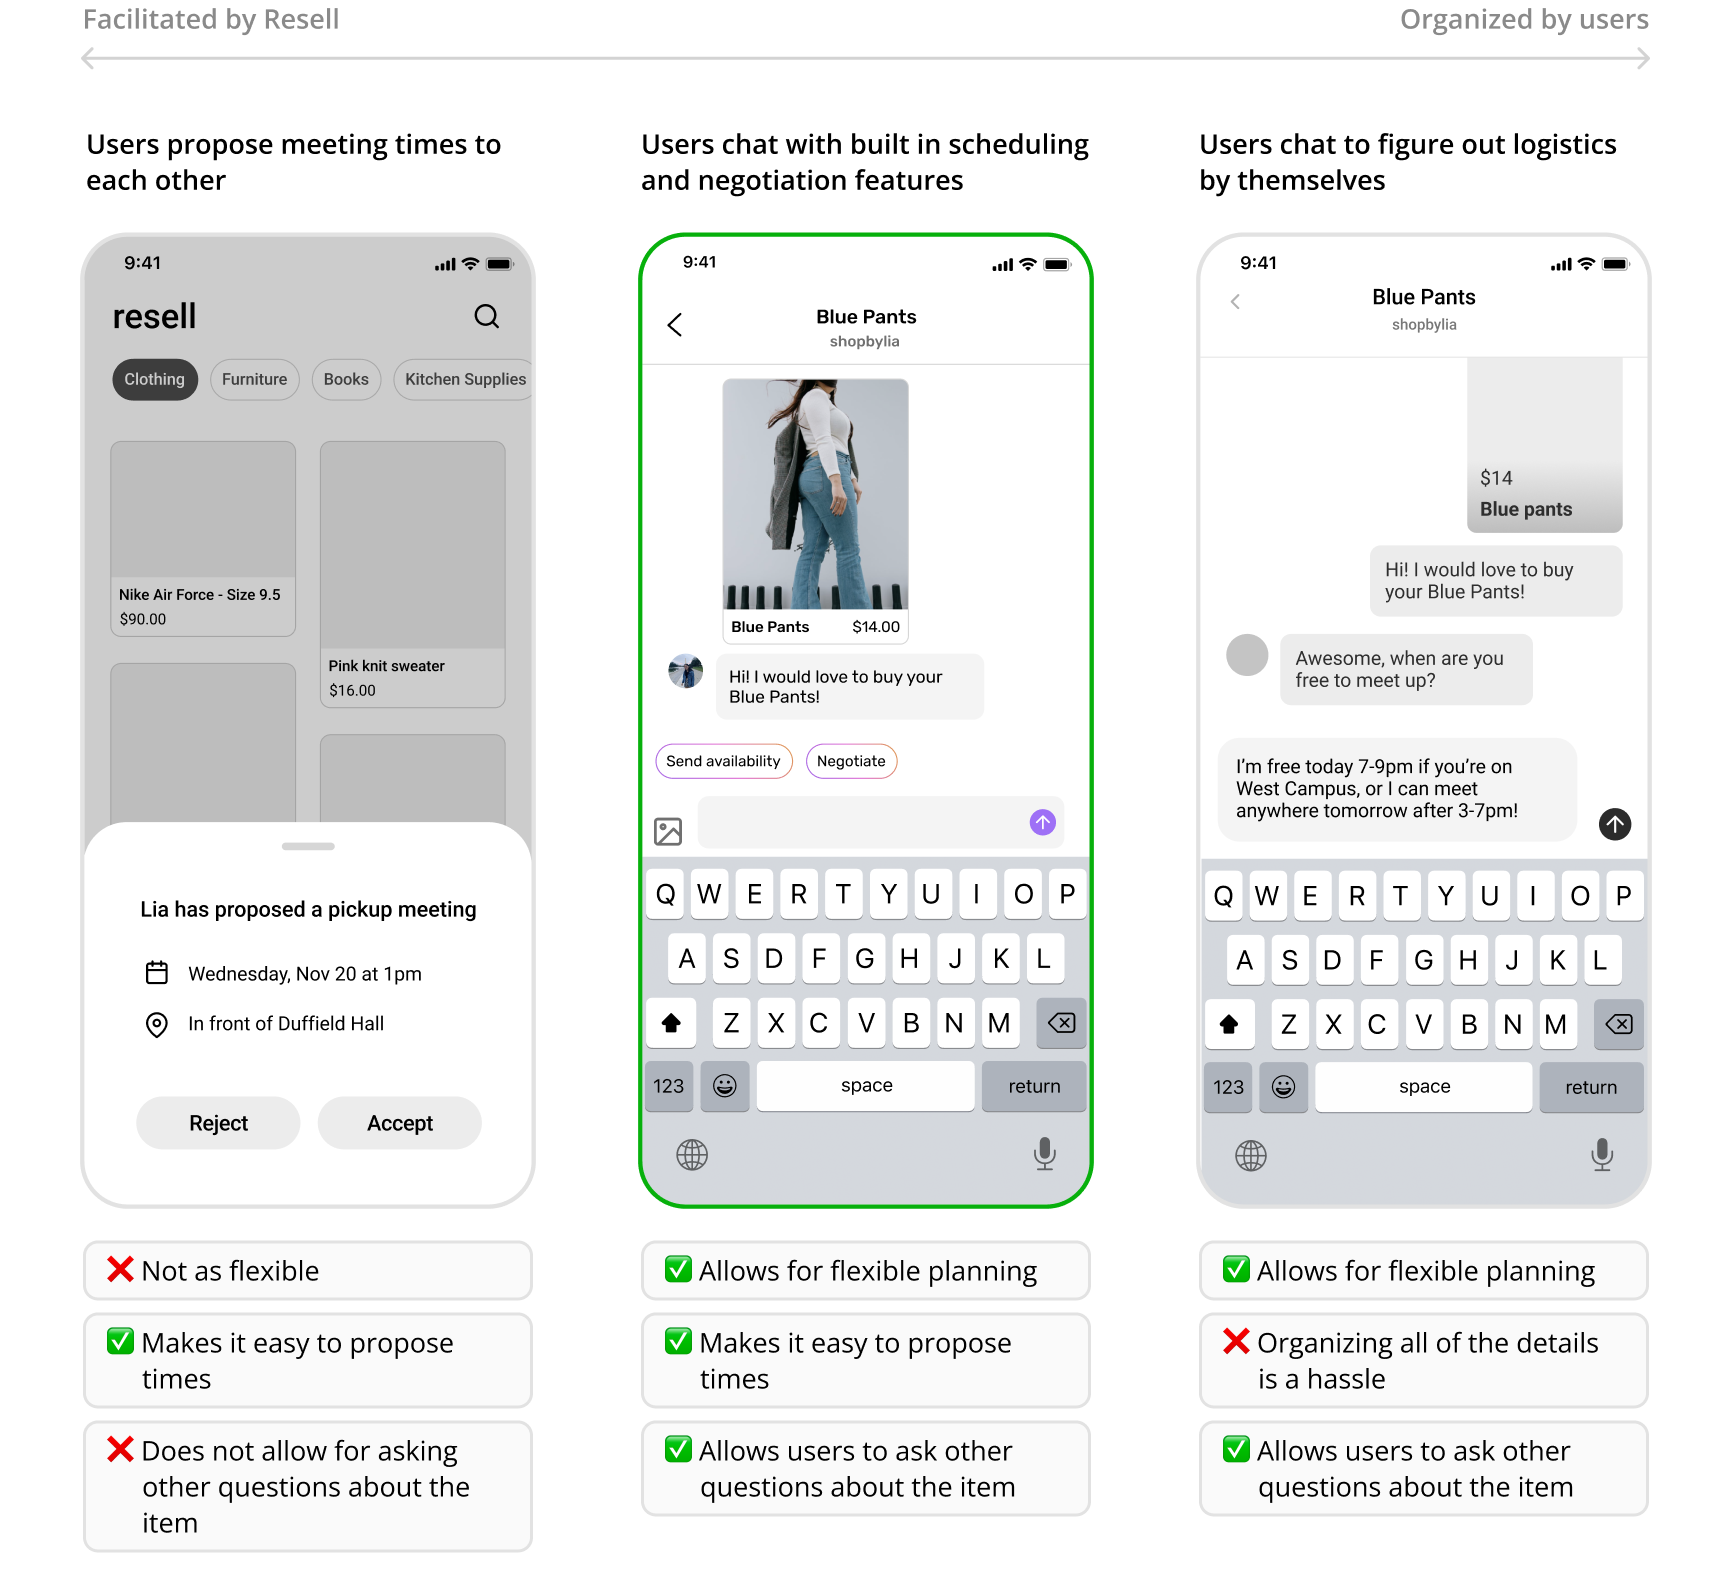 Facilitated by Resell
Organized by users
Users propose meeting times to
each other
9:41
resell
Clothing
Furniture
Books
Kitchen Supplies
Nike Air Force - Size 9.5
$90.00
Pink knit sweater
$16.00
Lia has proposed a pickup meeting
Wednesday, Nov 20 at 1pm
In front of Duffield Hall
Reject
Accept
❌ Not as flexible
✅ Makes it easy to propose
times
❌ Does not allow for asking
other questions about the
item
Users chat with built in scheduling
and negotiation features
9:41
Blue Pants
shopbylia
Blue Pants
$14.00
Hi! I would love to buy your
Blue Pants!
Send availability
Negotiate
Q W E R T Y U I O P
A S D F G H J K L
Z X C V B N M
123
space
return
✅ Allows for flexible planning
✅ Makes it easy to propose
times
✅ Allows users to ask other
questions about the item
Users chat to figure out logistics
by themselves
9:41
Blue Pants
shopbylia
$14
Blue pants
Hi! I would love to buy
your Blue Pants!
Awesome, when are you
free to meet up?
I'm free today 7-9pm if you're on
West Campus, or I can meet
anywhere tomorrow after 3-7pm!
Q W E R T Y U I O P
A S D F G H J K L
Z X C V B N M
123
space
return
✅ Allows for flexible planning
❌ Organizing all of the details
is a hassle
✅ Allows users to ask other
questions about the item